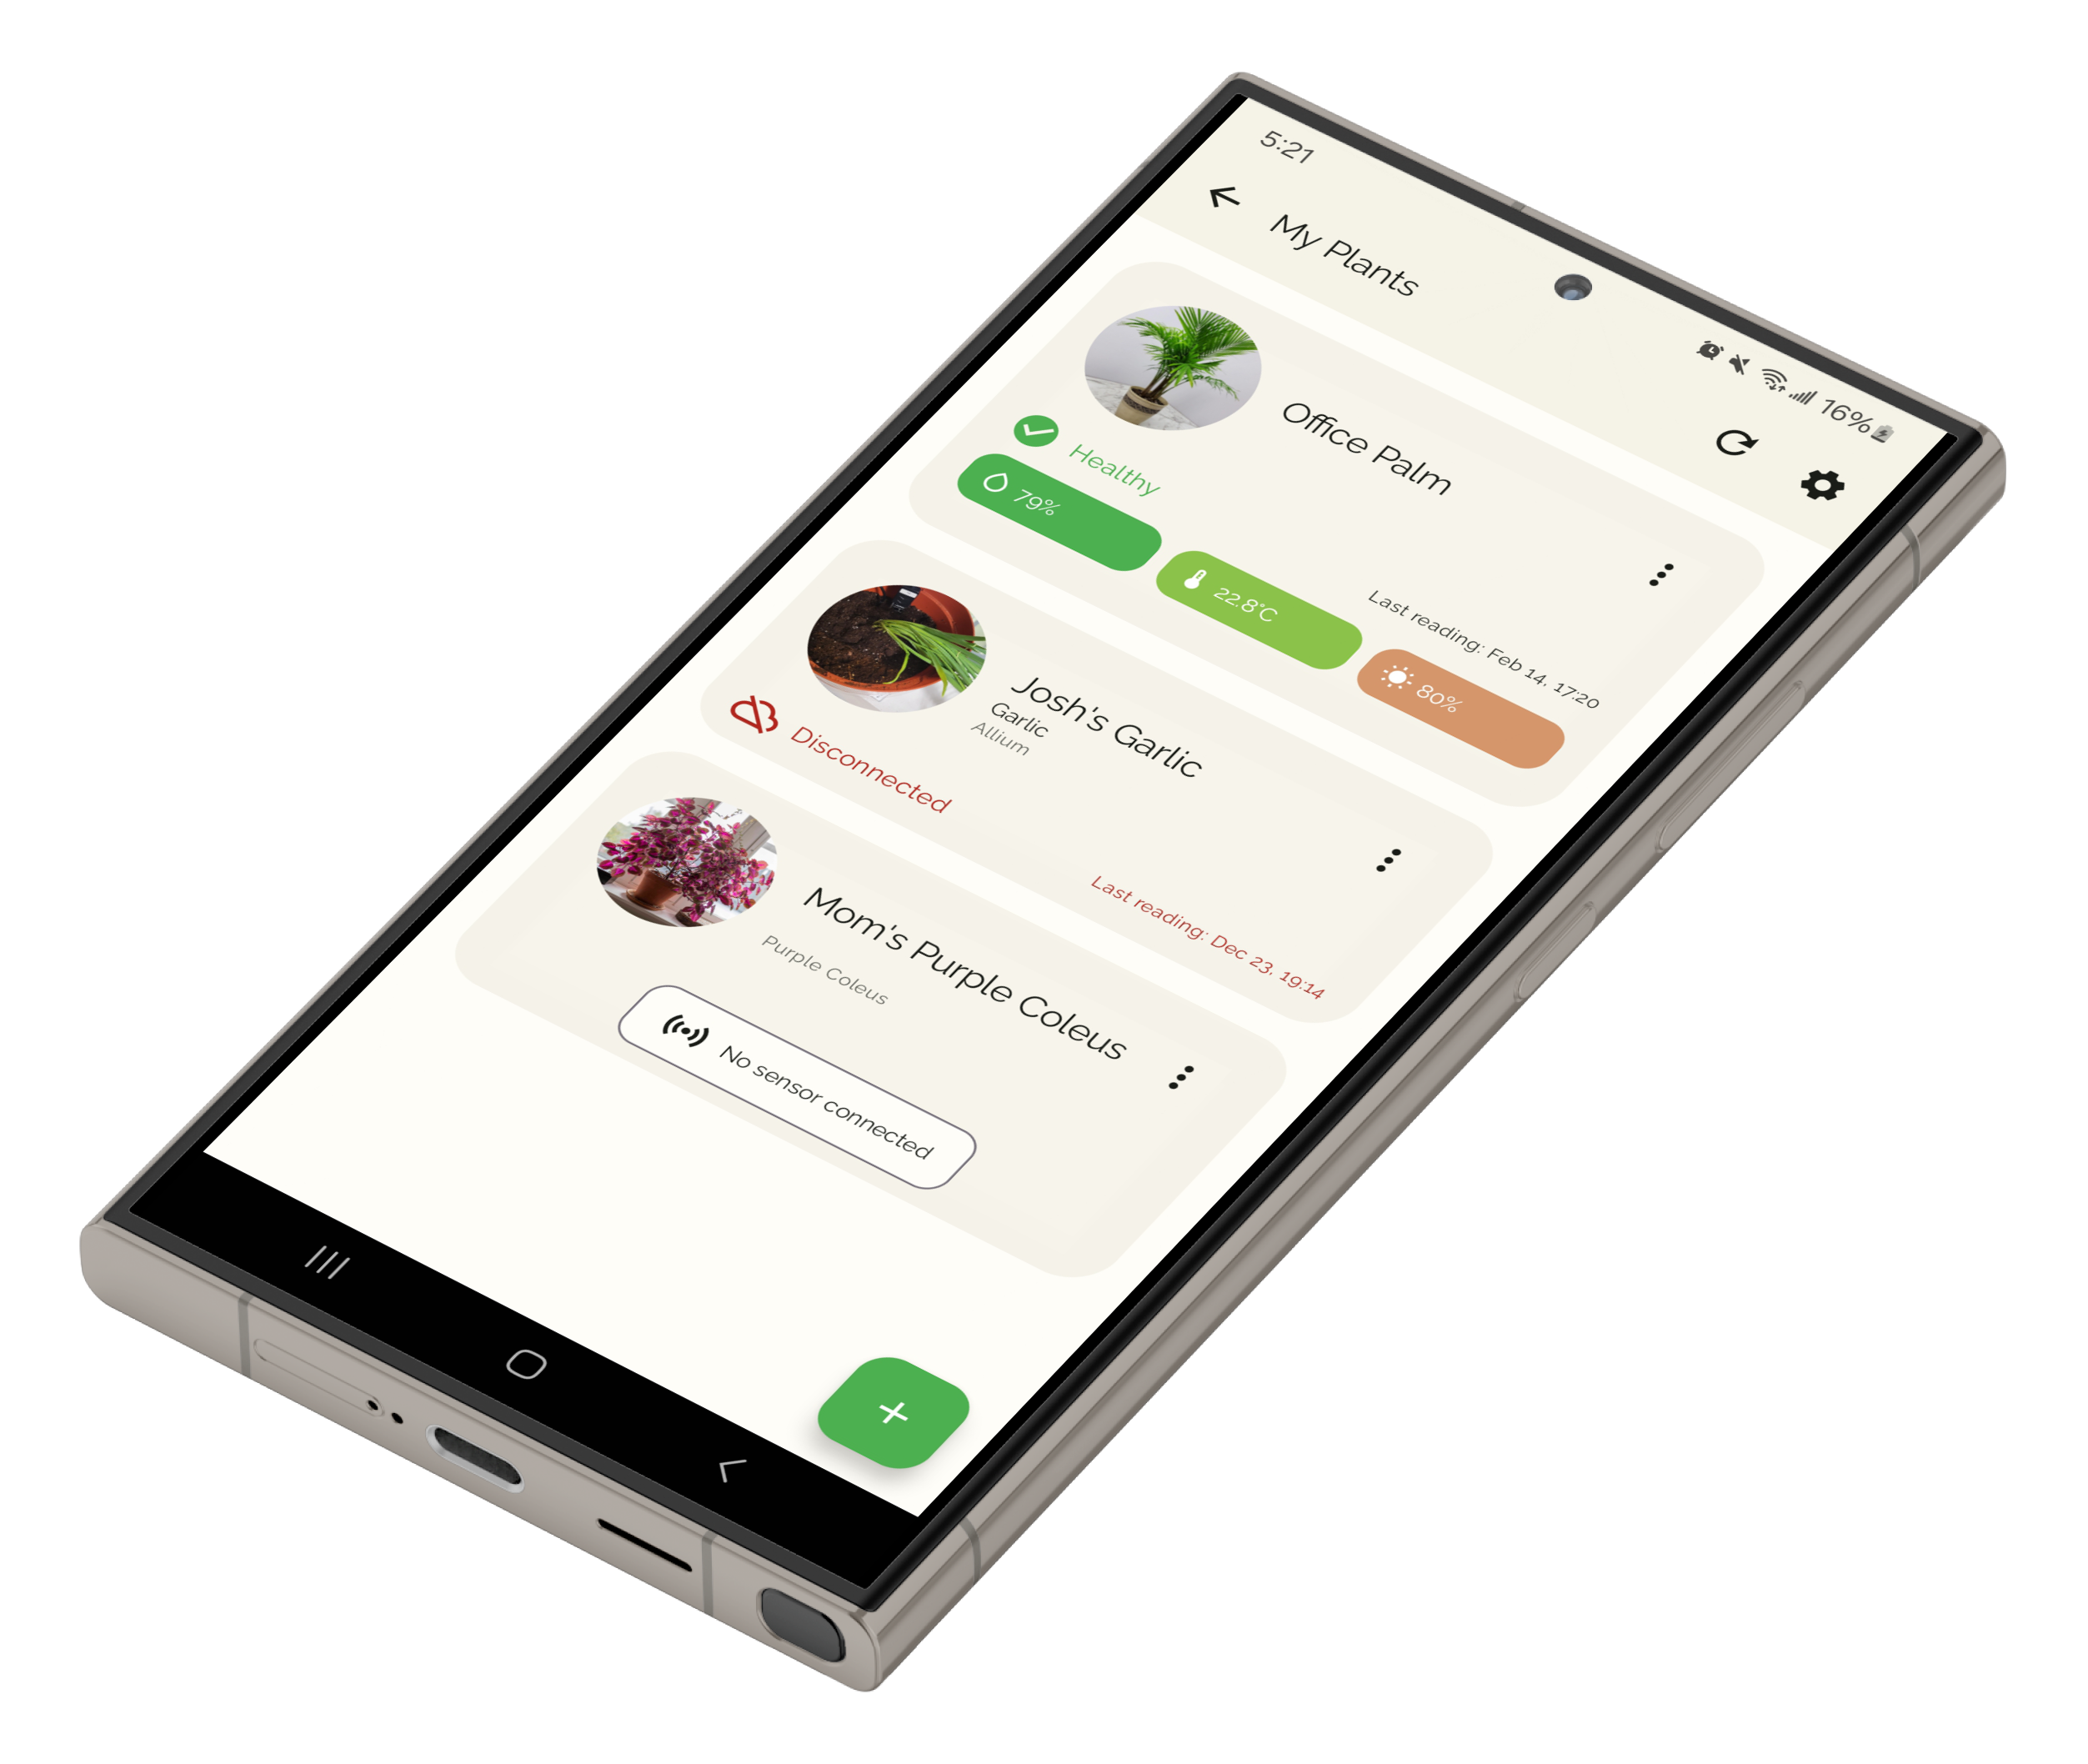 5:21
16%
My Plants
Office Palm
Healthy
Last reading: Feb 14, 17:20
79%
22.8°C
80%
Josh's Garlic
Garlic
Allium
Disconnected
Last reading: Dec 23, 19:14
Mom's Purple Coleus
Purple Coleus
No sensor connected